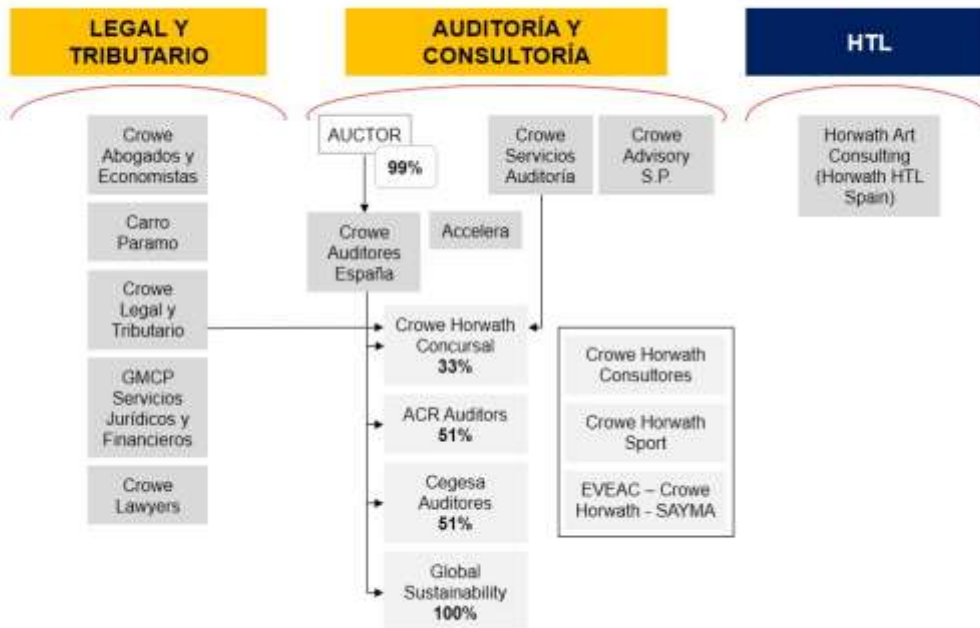 LEGAL Y
TRIBUTARIO
AUDITORÍA Y
CONSULTORÍA
HTL
Crowe
Abogados y
Economistas
Carro
Paramo
Crowe
Legal y
Tributario
GMCP
Servicios
Jurídicos y
Financieros
Crowe
Lawyers
AUCTOR
99%
Crowe
Servicios
Auditoría
Crowe
Advisory
S.P.
Crowe
Auditores
España
Accelera
Crowe Horwath
Concursal
33%
ACR Auditors
51%
Cegesa
Auditores
51%
Global
Sustainability
100%
Crowe Horwath
Consultores
Crowe Horwath
Sport
EVEAC – Crowe
Horwath - SAYMA
Horwath Art
Consulting
(Horwath HTL
Spain)